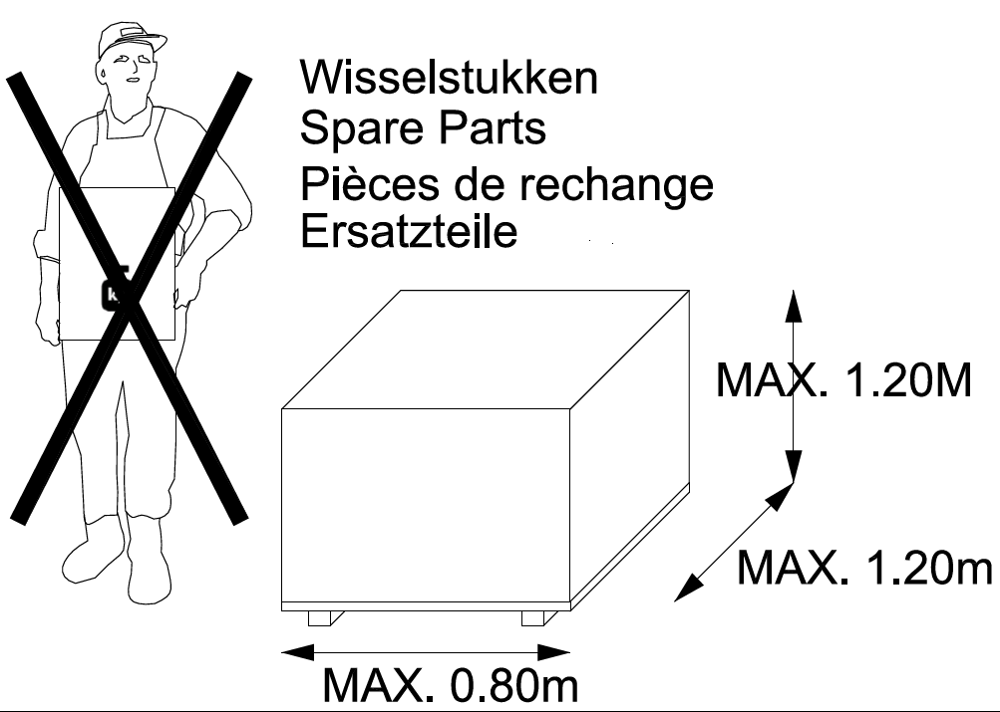 Wisselstukken
Spare Parts
Pièces de rechange
Ersatzteile
MAX. 1.20M
MAX. 1.20m
MAX. 0.80m